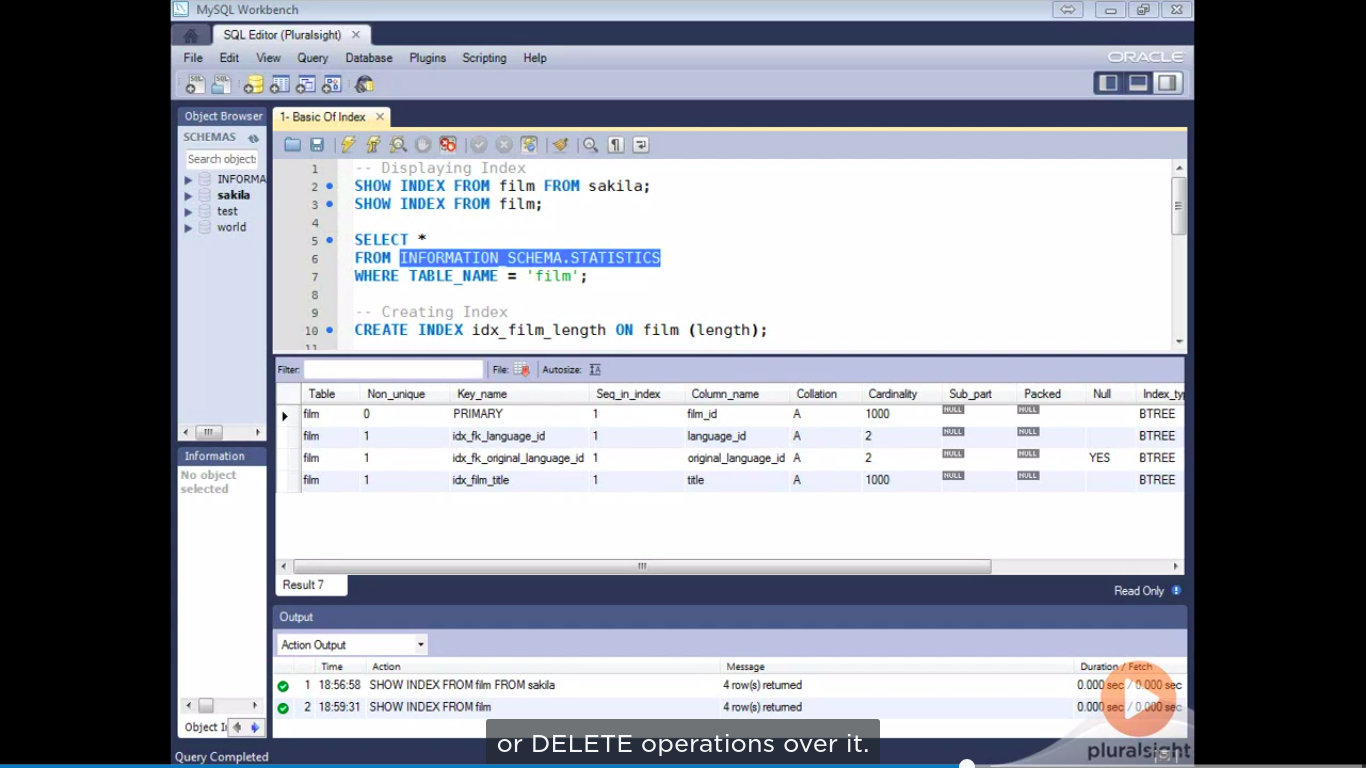 MySQL Workbench
SQL Editor (Pluralsight)
File Edit View Query Database Plugins Scripting Help
ORACLE
Object Browser
SCHEMAS
Search object:
INFORMA
sakila
test
world
1- Basic Of Index
1 -- Displaying Index
2 SHOW INDEX FROM film FROM sakila;
3 SHOW INDEX FROM film;
4
5 SELECT *
6 FROM INFORMATION_SCHEMA.STATISTICS
7 WHERE TABLE_NAME = 'film';
8
9 -- Creating Index
10 CREATE INDEX idx_film_length ON film (length);
11
Filter: File: Autosize:
Table Non_unique Key_name Seq_in_index Column_name Collation Cardinality Sub_part Packed Null Index_ty
film 0 PRIMARY 1 film_id A 1000 NULL NULL BTREE
film 1 idx_fk_language_id 1 language_id A 2 NULL NULL BTREE
film 1 idx_fk_original_language_id 1 original_language_id A 2 NULL NULL YES BTREE
film 1 idx_film_title 1 title A 1000 NULL NULL BTREE
Result 7
Read Only
Information
No object
selected
Object I
Output
Action Output
Time Action Message Duration / Fetch
1 18:56:58 SHOW INDEX FROM film FROM sakila 4 row(s) returned 0.000 sec / 0.000 sec
2 18:59:31 SHOW INDEX FROM film 4 row(s) returned 0.000 sec / 0.000 sec
or DELETE operations over it.
pluralsight
Query Completed